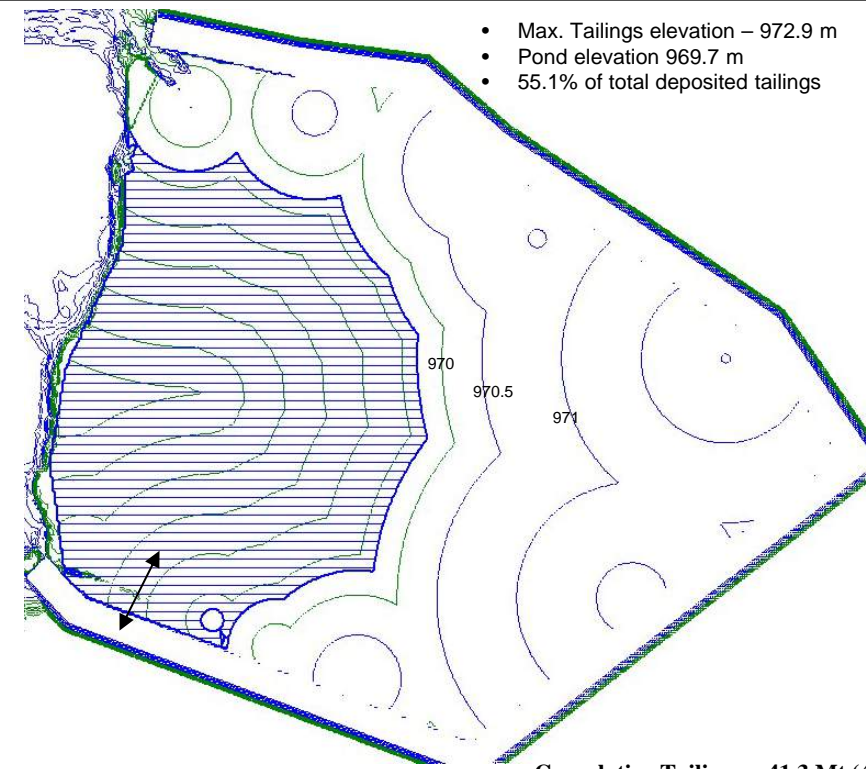 • Max. Tailings elevation – 972.9 m
• Pond elevation 969.7 m
• 55.1% of total deposited tailings
970
970.5
971